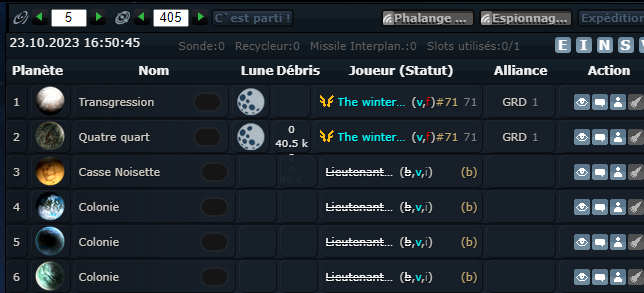 5 405 C`est parti ! Phalange ... Espionnag... Expédition
23.10.2023 16:50:45 Sonde:0 Recycleur:0 Missile Interplan.:0 Slots utilisés:0/1 E I N S
Planète Nom Lune Débris Joueur (Statut) Alliance Action
1 Transgression The winter... (v,f)#71 71 GRD 1
2 Quatre quart 0 The winter... (v,f)#71 71 GRD 1
40.5 k
3 Casse Noisette Lieutenant... (b,v,i) (b)
4 Colonie Lieutenant... (b,v,i) (b)
5 Colonie Lieutenant... (b,v,i) (b)
6 Colonie Lieutenant... (b,v,i) (b)